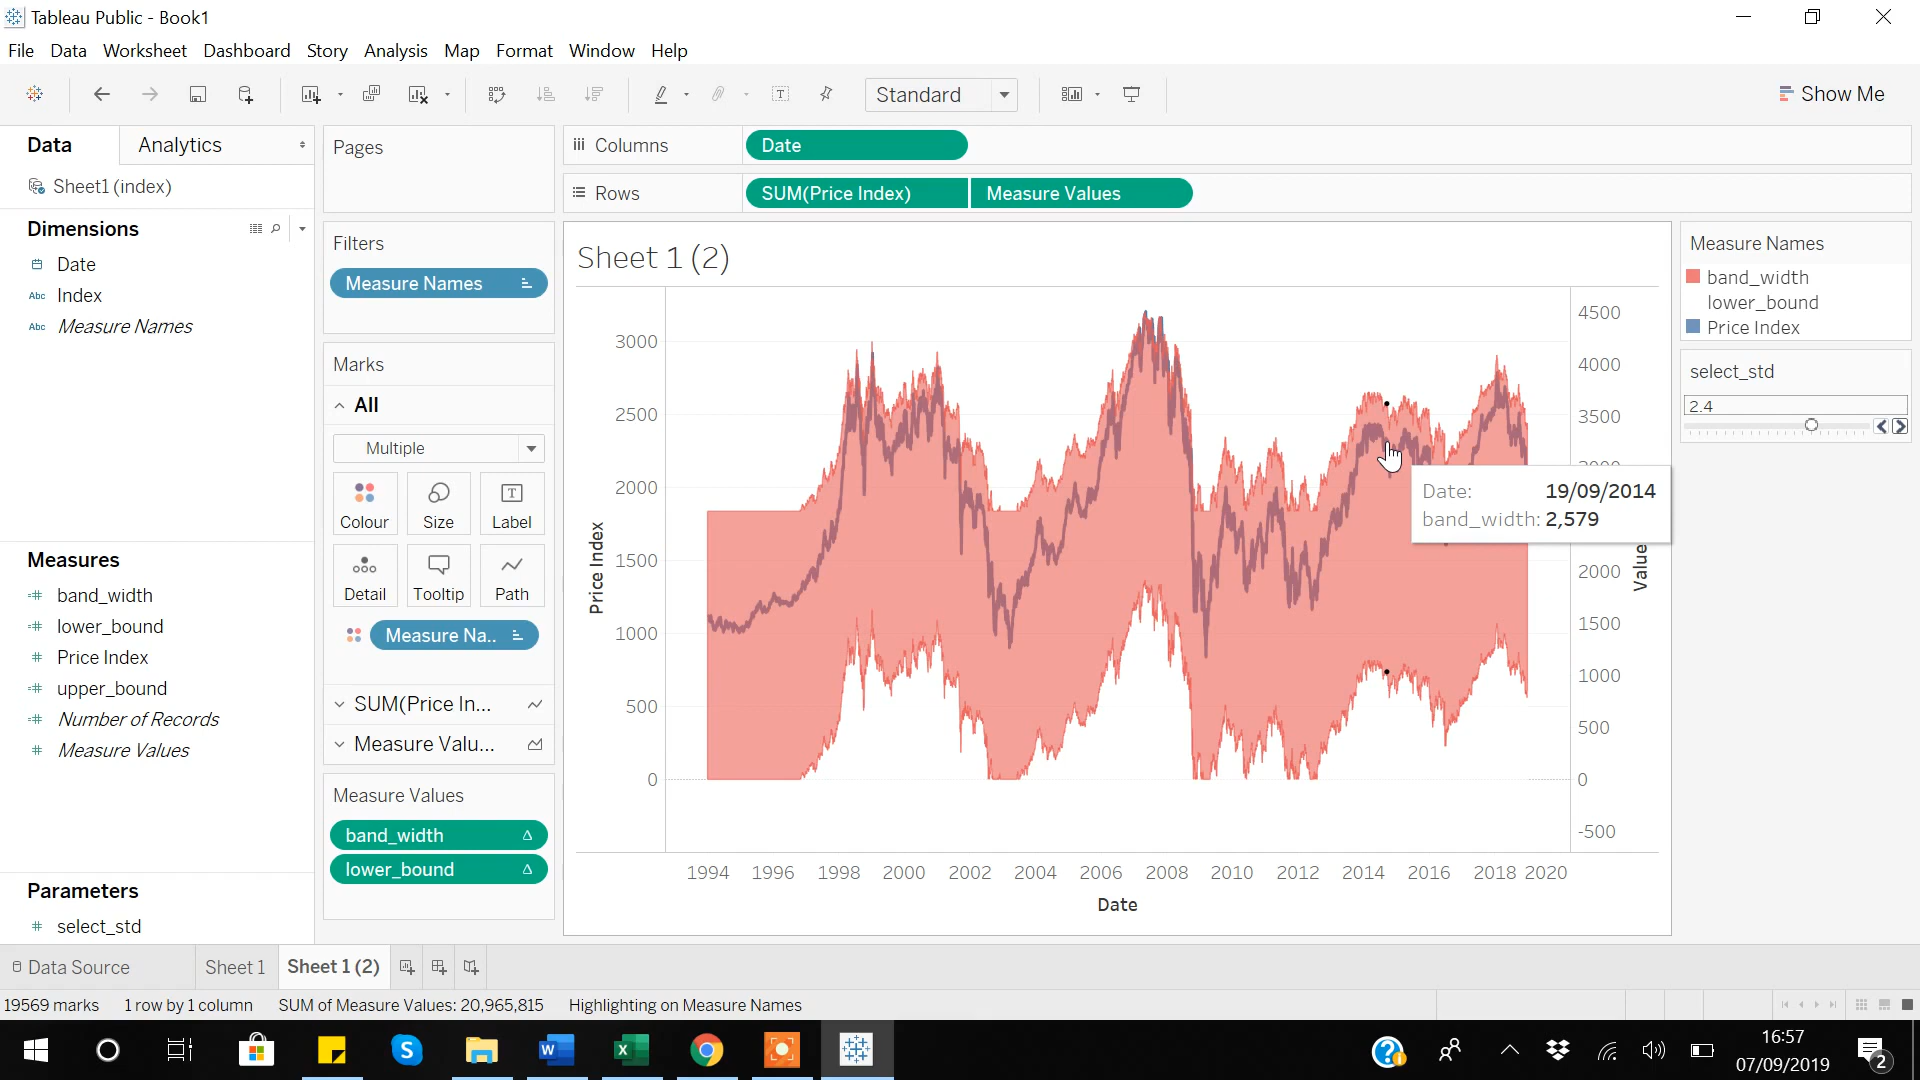 Tableau Public - Book1
File Data Worksheet Dashboard Story Analysis Map Format Window Help
Standard
Show Me
Data Analytics
Sheet1 (index)
Dimensions
Date
Abc Index
Abc Measure Names
Measures
band_width
lower_bound
Price Index
upper_bound
Number of Records
Measure Values
Parameters
select_std
Pages
Filters
Measure Names
Marks
All
Multiple
Colour Size Label
Detail Tooltip Path
Measure Na..
SUM(Price In...
Measure Valu...
Measure Values
band_width
lower_bound
Columns Date
Rows SUM(Price Index) Measure Values
Sheet 1 (2)
Price Index
3000
2500
2000
1500
1000
500
0
4500
4000
3500
2000
1500
1000
500
0
-500
Value
Date: 19/09/2014
band_width: 2,579
1994 1996 1998 2000 2002 2004 2006 2008 2010 2012 2014 2016 2018 2020
Date
Measure Names
band_width
lower_bound
Price Index
select_std
2.4
Data Source Sheet 1 Sheet 1 (2)
19569 marks 1 row by 1 column SUM of Measure Values: 20,965,815 Highlighting on Measure Names
16:57
07/09/2019
2